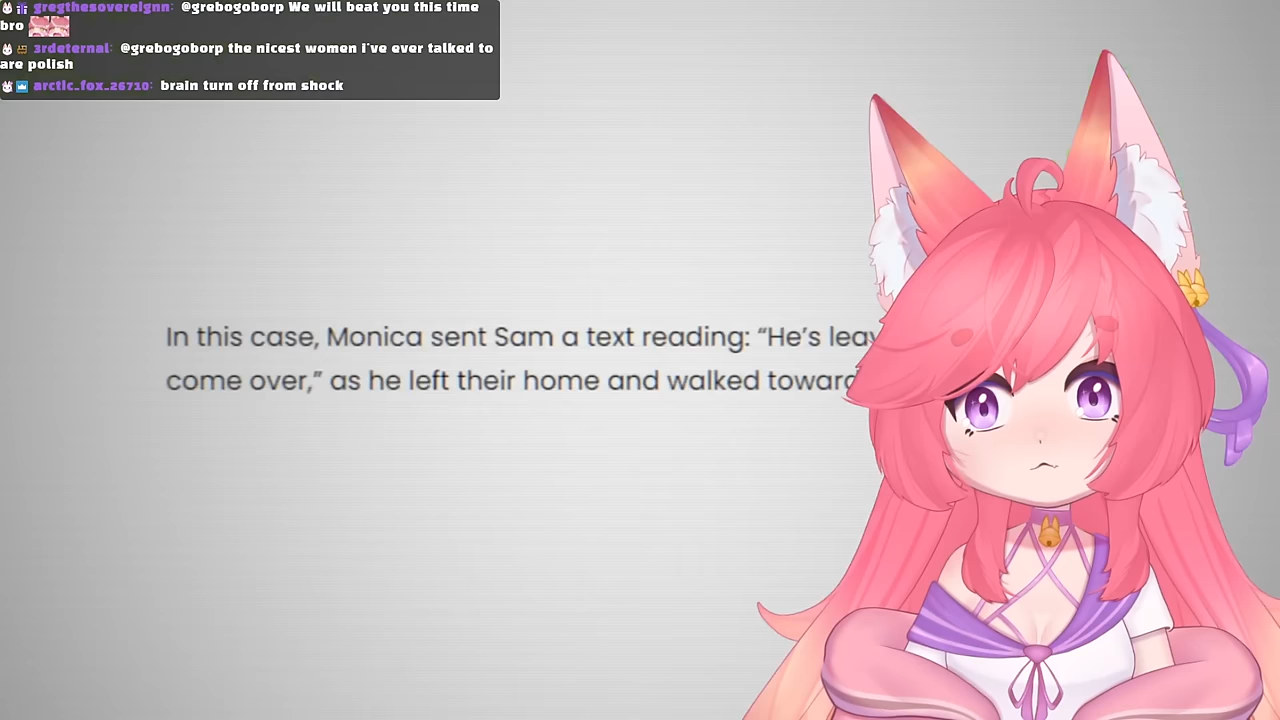 gregthesovereignn: @grebogoborp We will beat you this time
bro
3rdeternal: @grebogoborp the nicest women i've ever talked to
are polish
arctic_fox_26710: brain turn off from shock
In this case, Monica sent Sam a text reading: “He’s leav
come over,” as he left their home and walked toward